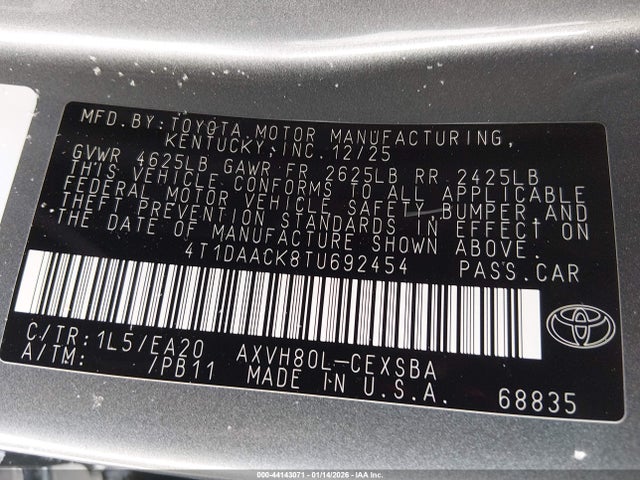 MFD. BY: TOYOTA MOTOR MANUFACTURING,
KENTUCKY, INC. 12/25
GVWR 4625LB GAWR FR 2625LB RR 2425LB
THIS VEHICLE CONFORMS TO ALL APPLICABLE
FEDERAL MOTOR VEHICLE SAFETY, BUMPER, AND
THEFT PREVENTION STANDARDS IN EFFECT ON
THE DATE OF MANUFACTURE SHOWN ABOVE.
4T1DAACK8TU692454 PASS. CAR
C/TR: 1L5/EA20 AXVH80L-CEXSBA
A/TM: /PB11 MADE IN U.S.A. 68835
000-44143071 - 01/14/2026 - IAA Inc.